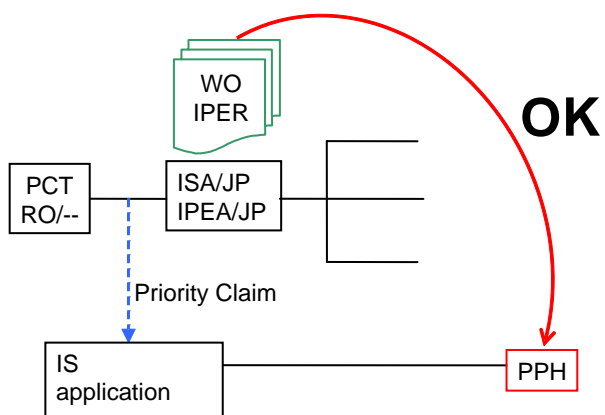 WO
IPER
OK
PCT
RO/--
ISA/JP
IPEA/JP
Priority Claim
IS
application
PPH